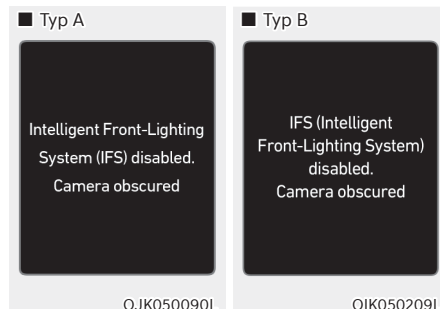 ■ Typ A
Intelligent Front-Lighting
System (IFS) disabled.
Camera obscured
OJK050090L
■ Typ B
IFS (Intelligent
Front-Lighting System)
disabled.
Camera obscured